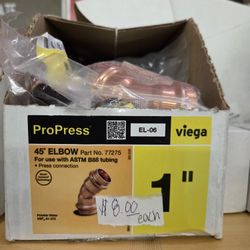 ProPress®
EL-06
viega
45° ELBOW Part No. 77275
For use with ASTM B88 tubing
• Press connection
1"
$8.00
each